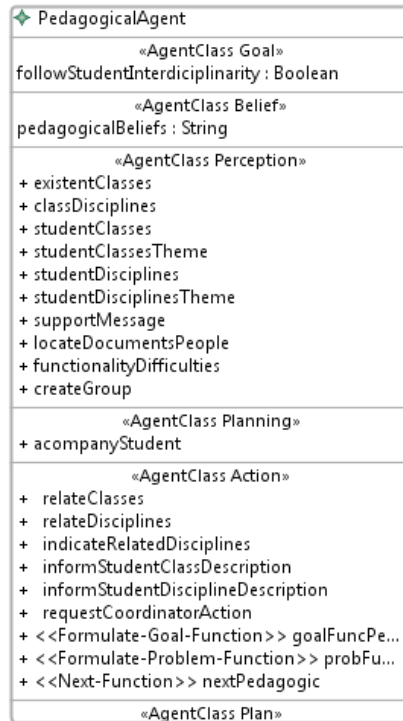 PedagogicalAgent
«AgentClass Goal»
followStudentInterdiciplinarity : Boolean
«AgentClass Belief»
pedagogicalBeliefs : String
«AgentClass Perception»
+ existentClasses
+ classDisciplines
+ studentClasses
+ studentClassesTheme
+ studentDisciplines
+ studentDisciplinesTheme
+ supportMessage
+ locateDocumentsPeople
+ functionalityDifficulties
+ createGroup
«AgentClass Planning»
+ acompanyStudent
«AgentClass Action»
+ relateClasses
+ relateDisciplines
+ indicateRelatedDisciplines
+ informStudentClassDescription
+ informStudentDisciplineDescription
+ requestCoordinatorAction
+ <<Formulate-Goal-Function>> goalFuncPe...
+ <<Formulate-Problem-Function>> probFu...
+ <<Next-Function>> nextPedagogic
«AgentClass Plan»